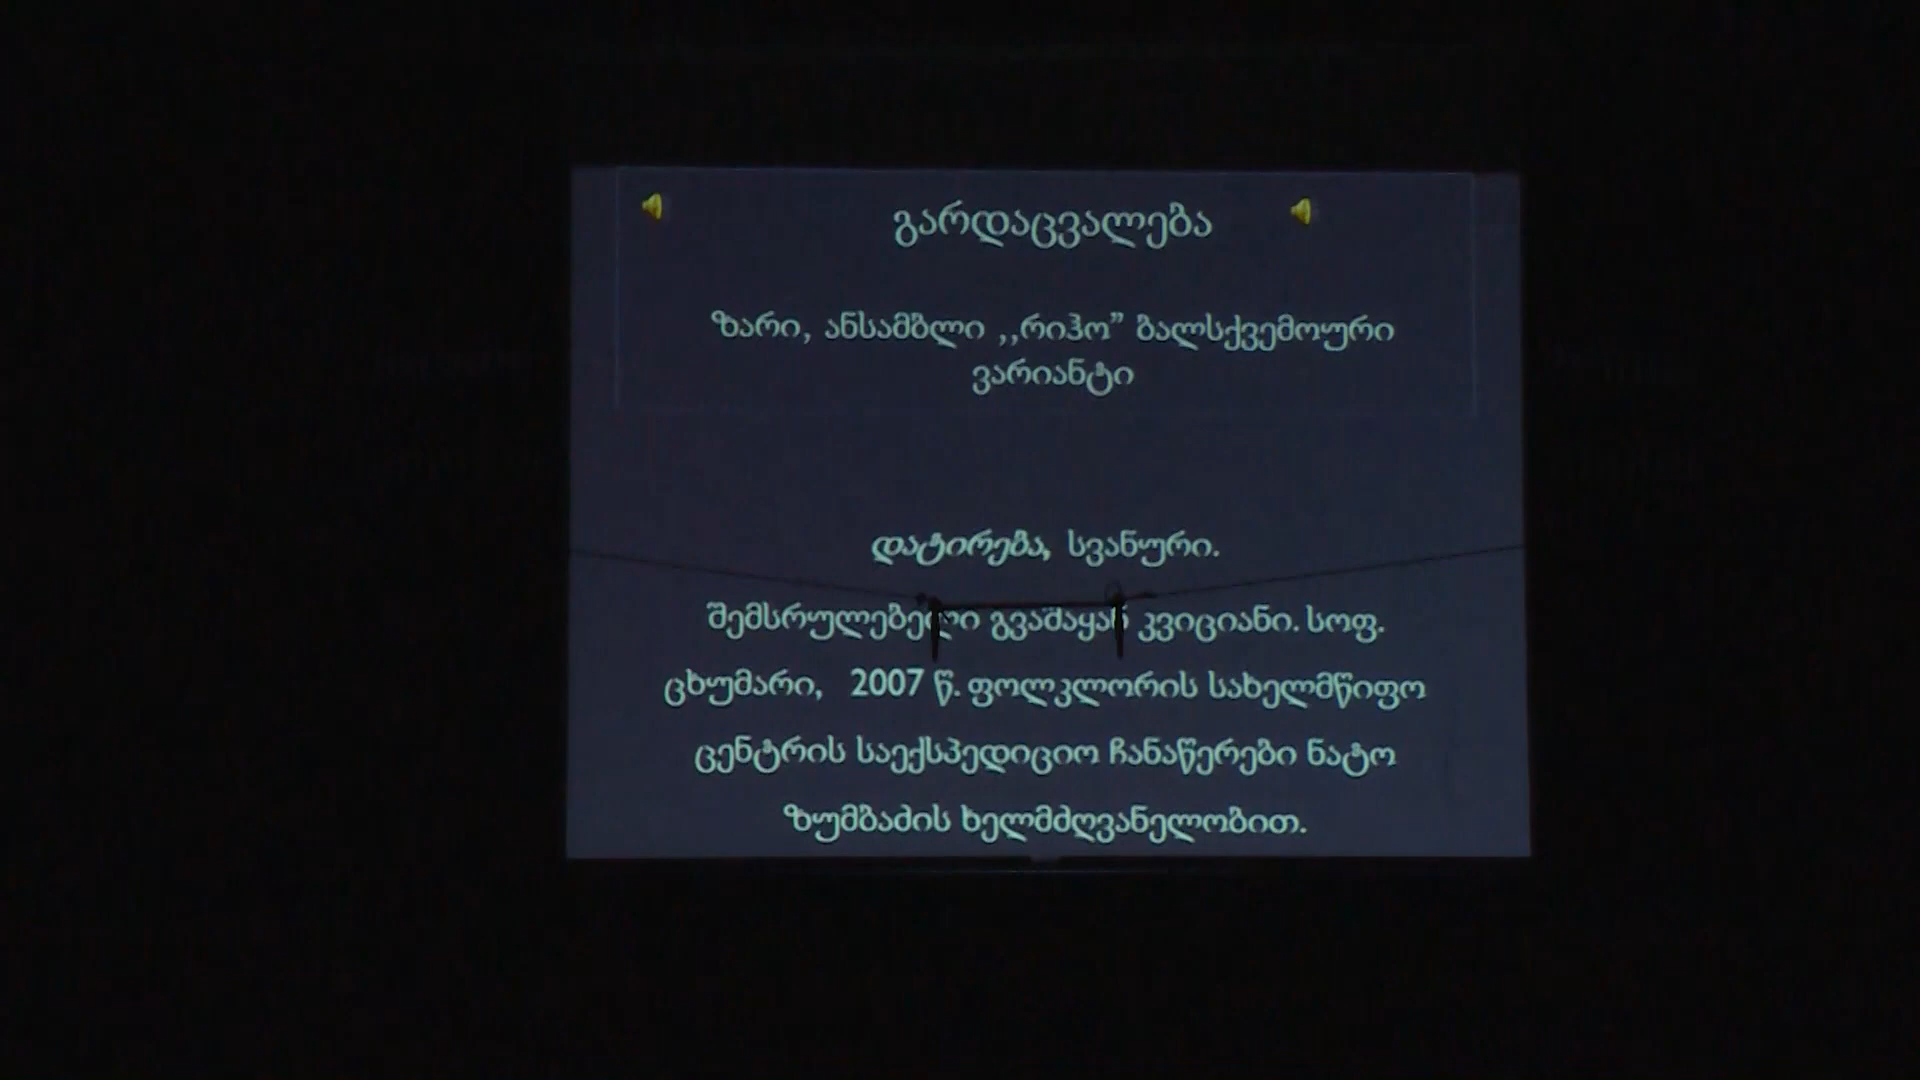 გარდაცვალება
ზარი, ანსამბლი ,,რიჰო” ბალსქვემოური
ვარიანტი
დატირება, სვანური.
შემსრულებელი გვამაყან კვიციანი. სოფ.
ცხუმარი, 2007 წ. ფოლკლორის სახელმწიფო
ცენტრის საექსპედიციო ჩანაწერები ნატო
ზუმბაძის ხელმძღვანელობით.